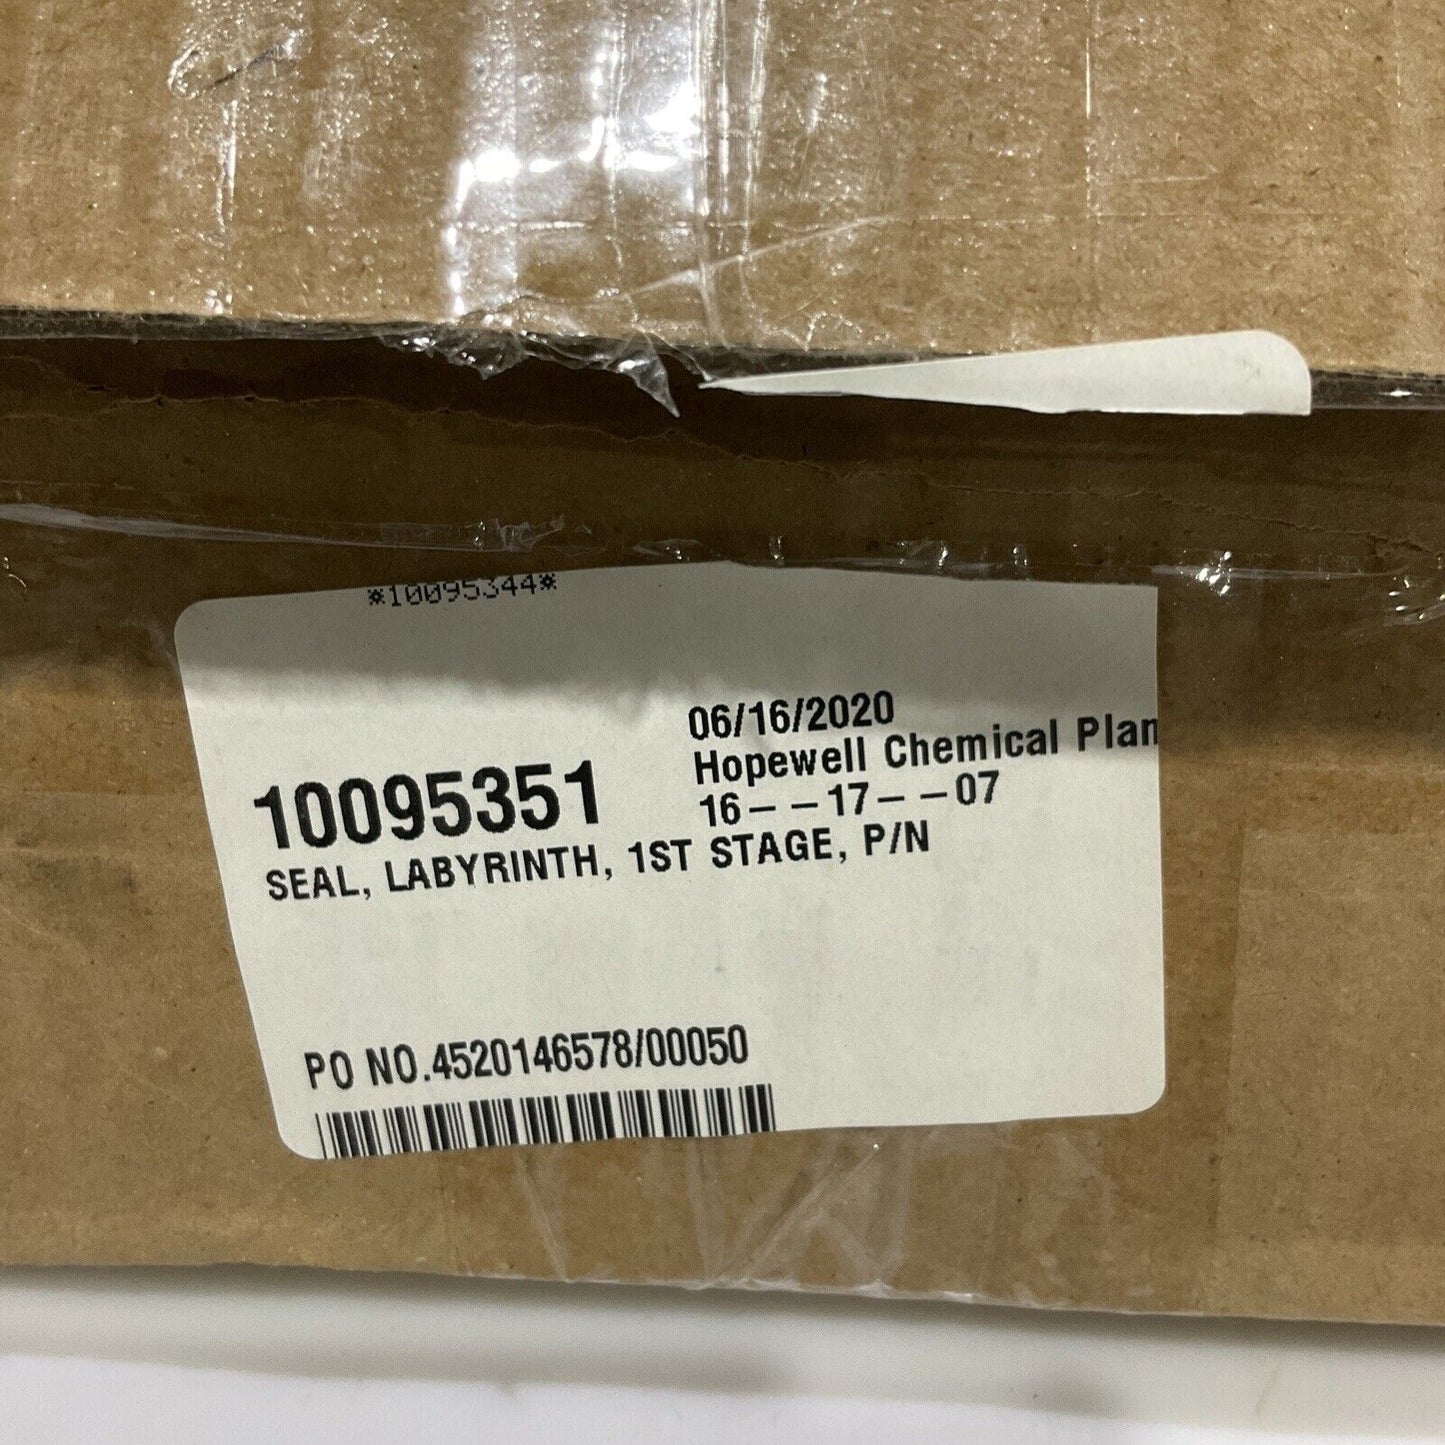 *10095344*
06/16/2020
Hopewell Chemical Plan
10095351
16- -17- -07
SEAL, LABYRINTH, 1ST STAGE, P/N
PO NO.4520146578/00050